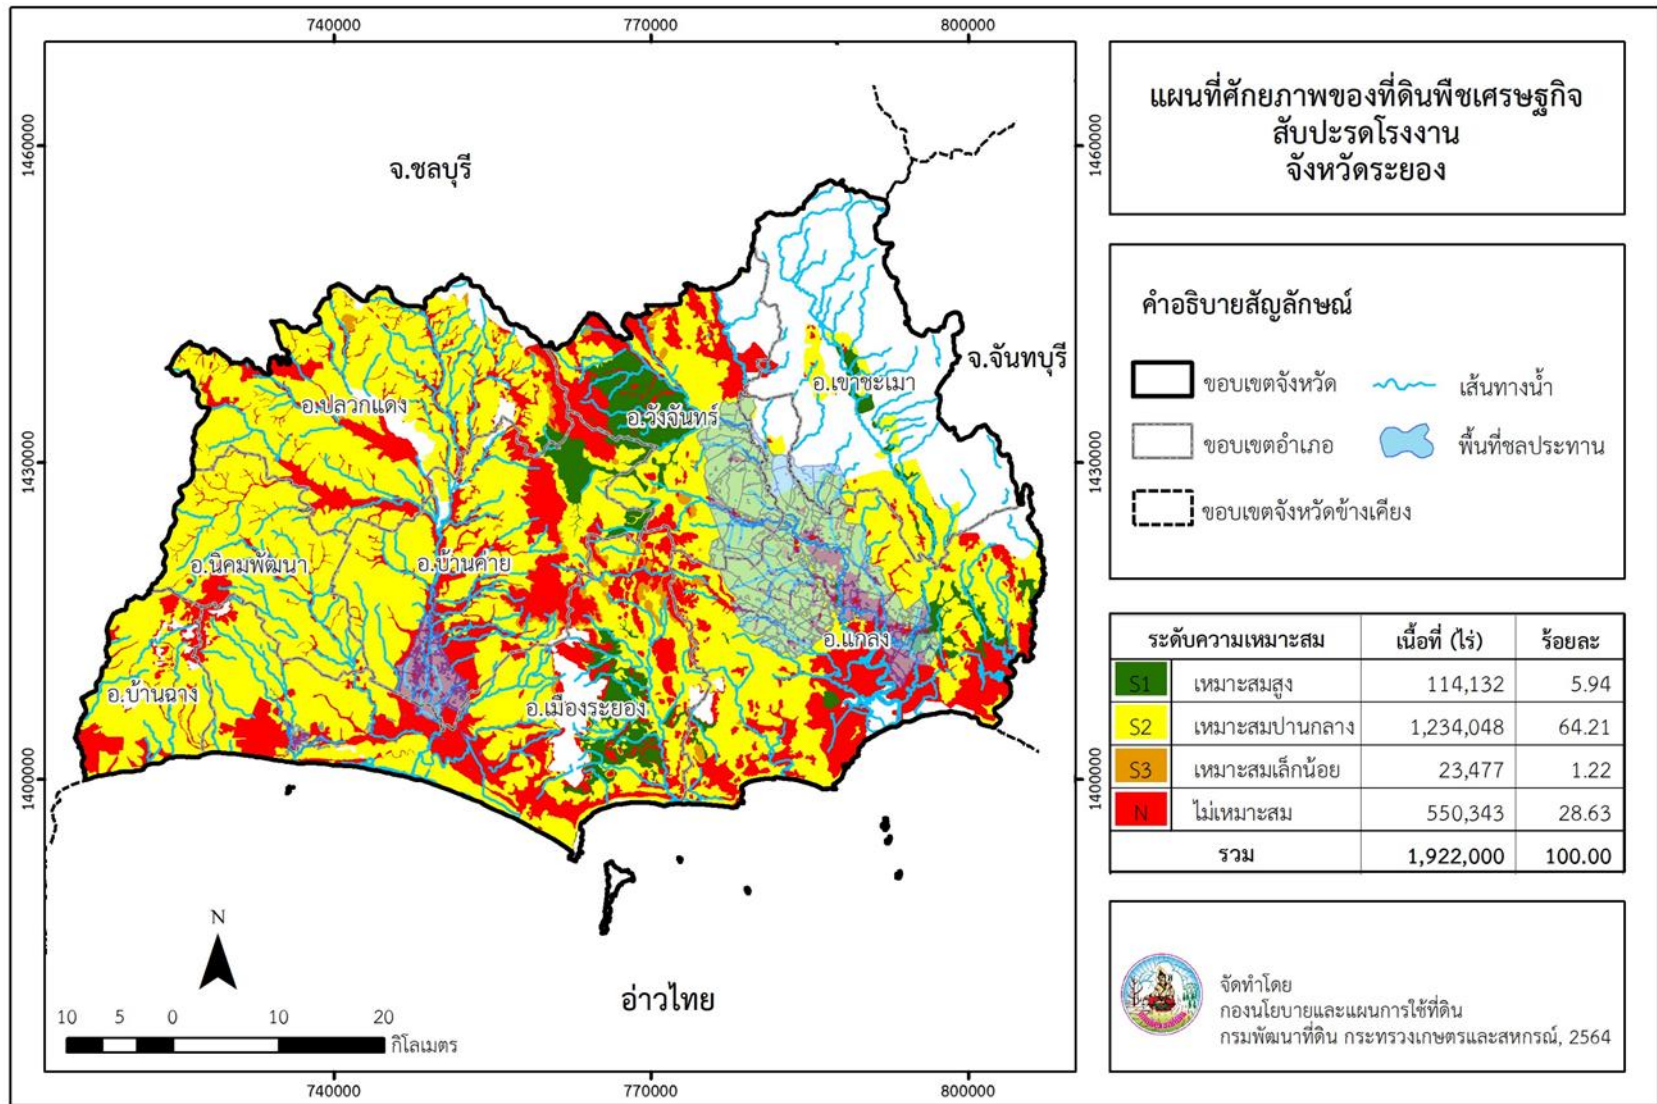 740000
770000
800000
1460000
1430000
1400000
1460000
1430000
1400000
740000
770000
800000
จ.ชลบุรี
จ.จันทบุรี
อ.เขาชะเมา
อ.ปลวกแดง
อ.วังจันทร์
อ.นิคมพัฒนา
อ.บ้านค่าย
อ.แกลง
อ.บ้านฉาง
อ.เมืองระยอง
อ่าวไทย
N
10 5 0 10 20
กิโลเมตร
แผนที่ศักยภาพของที่ดินพืชเศรษฐกิจ
สับปะรดโรงงาน
จังหวัดระยอง
คำอธิบายสัญลักษณ์
ขอบเขตจังหวัด เส้นทางน้ำ
ขอบเขตอำเภอ พื้นที่ชลประทาน
ขอบเขตจังหวัดข้างเคียง
ระดับความเหมาะสม เนื้อที่ (ไร่) ร้อยละ
S1 เหมาะสมสูง 114,132 5.94
S2 เหมาะสมปานกลาง 1,234,048 64.21
S3 เหมาะสมเล็กน้อย 23,477 1.22
N ไม่เหมาะสม 550,343 28.63
รวม 1,922,000 100.00
จัดทำโดย
กองนโยบายและแผนการใช้ที่ดิน
กรมพัฒนาที่ดิน กระทรวงเกษตรและสหกรณ์, 2564